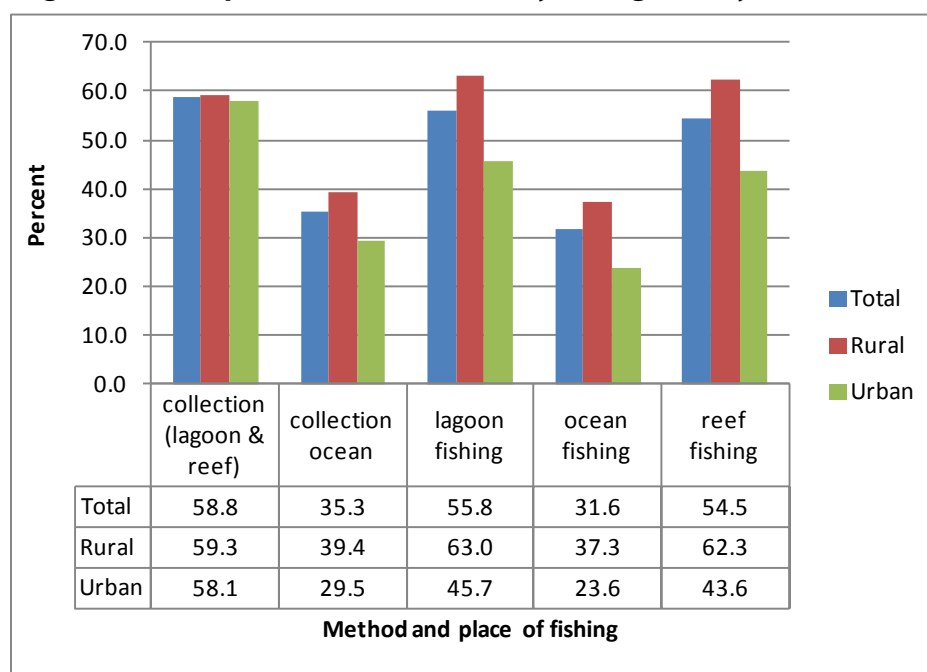 70.0
60.0
50.0
40.0
30.0
20.0
10.0
0.0
Percent
Total
Rural
Urban
collection (lagoon & reef)
collection ocean
lagoon fishing
ocean fishing
reef fishing
Total 58.8 35.3 55.8 31.6 54.5
Rural 59.3 39.4 63.0 37.3 62.3
Urban 58.1 29.5 45.7 23.6 43.6
Method and place of fishing